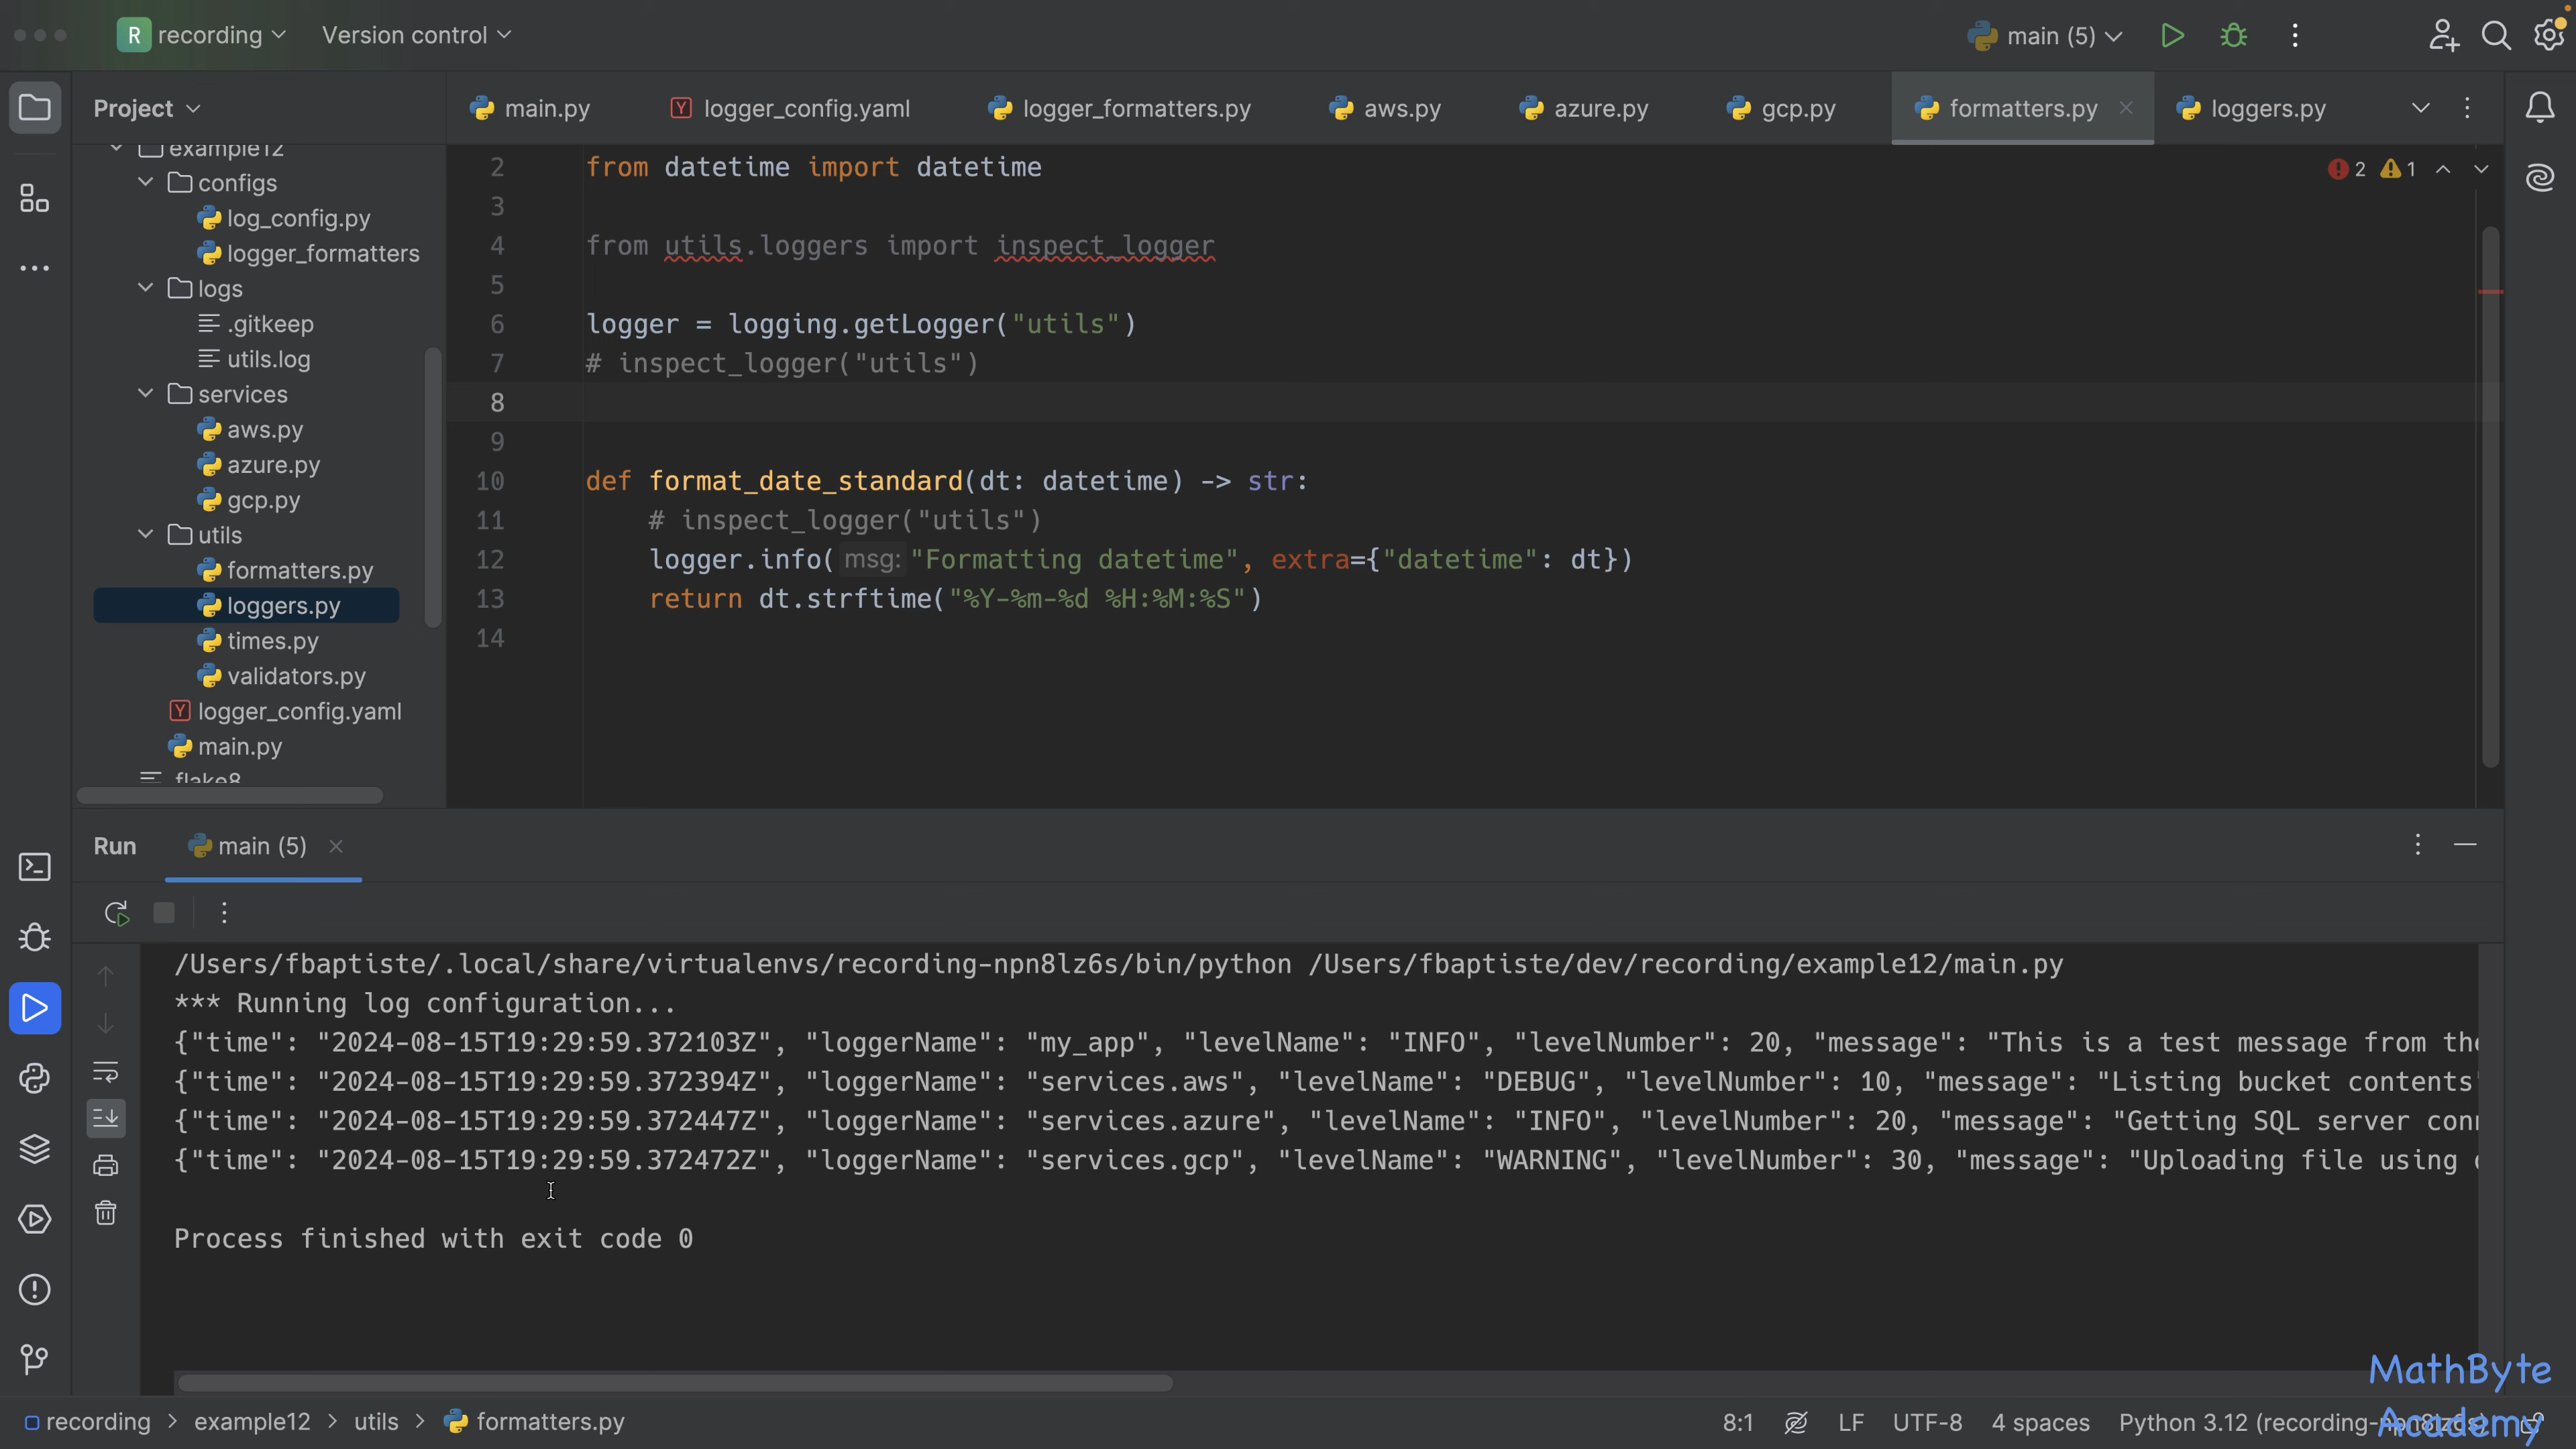 R recording
Version control
main (5)
Project
main.py
logger_config.yaml
logger_formatters.py
aws.py
azure.py
gcp.py
formatters.py
loggers.py
example12
configs
log_config.py
logger_formatters
logs
.gitkeep
utils.log
services
aws.py
azure.py
gcp.py
utils
formatters.py
loggers.py
times.py
validators.py
Y logger_config.yaml
main.py
flake8
2 1
2 from datetime import datetime
3
4 from utils.loggers import inspect_logger
5
6 logger = logging.getLogger("utils")
7 # inspect_logger("utils")
8
9
10 def format_date_standard(dt: datetime) -> str:
11 # inspect_logger("utils")
12 logger.info( msg: "Formatting datetime", extra={"datetime": dt})
13 return dt.strftime("%Y-%m-%d %H:%M:%S")
14
Run
main (5)
/Users/fbaptiste/.local/share/virtualenvs/recording-npn8lz6s/bin/python /Users/fbaptiste/dev/recording/example12/main.py
*** Running log configuration...
{"time": "2024-08-15T19:29:59.372103Z", "loggerName": "my_app", "levelName": "INFO", "levelNumber": 20, "message": "This is a test message from the
{"time": "2024-08-15T19:29:59.372394Z", "loggerName": "services.aws", "levelName": "DEBUG", "levelNumber": 10, "message": "Listing bucket contents"
{"time": "2024-08-15T19:29:59.372447Z", "loggerName": "services.azure", "levelName": "INFO", "levelNumber": 20, "message": "Getting SQL server
{"time": "2024-08-15T19:29:59.372472Z", "loggerName": "services.gcp", "levelName": "WARNING", "levelNumber": 30, "message": "Uploading file using
Process finished with exit code 0
MathByte
Academy
recording > example12 > utils > formatters.py
8:1 LF UTF-8 4 spaces Python 3.12